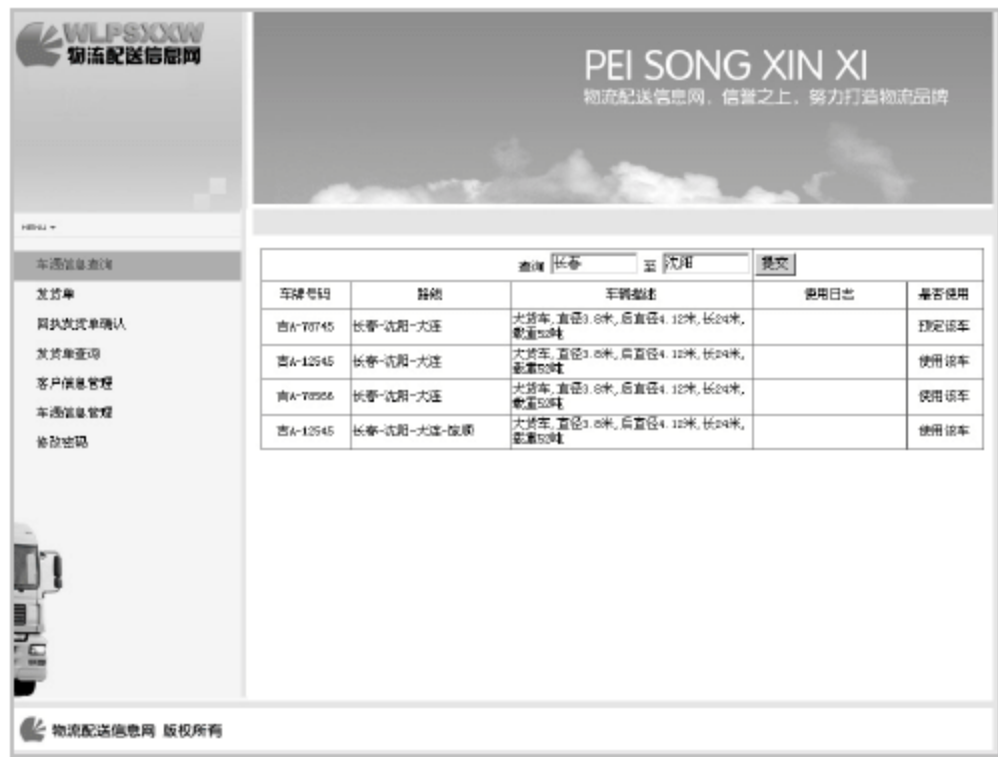 WLPSXXW
物流配送信息网
PEI SONG XIN XI
物流配送信息网，信誉之上，努力打造物流品牌
MENU
车源信息查询
发货单
回执发货单确认
发货单查询
客户信息管理
车源信息管理
修改密码
查询 长春 至 沈阳 提交
车牌号码 路线 车辆描述 使用日志 是否使用
吉A-78745 长春-沈阳-大连 大货车,直径3.8米,后直径4.12米,长24米, 预定该车
载重52吨
吉A-12545 长春-沈阳-大连 大货车,直径3.8米,后直径4.12米,长24米, 使用该车
载重52吨
长春-沈阳-大连 大货车,直径3.8米,后直径4.12米,长24米, 使用该车
载重52吨
吉A-12545 长春-沈阳-大连-旅顺 大货车,直径3.8米,后直径4.12米,长24米, 使用该车
载重52吨
物流配送信息网 版权所有